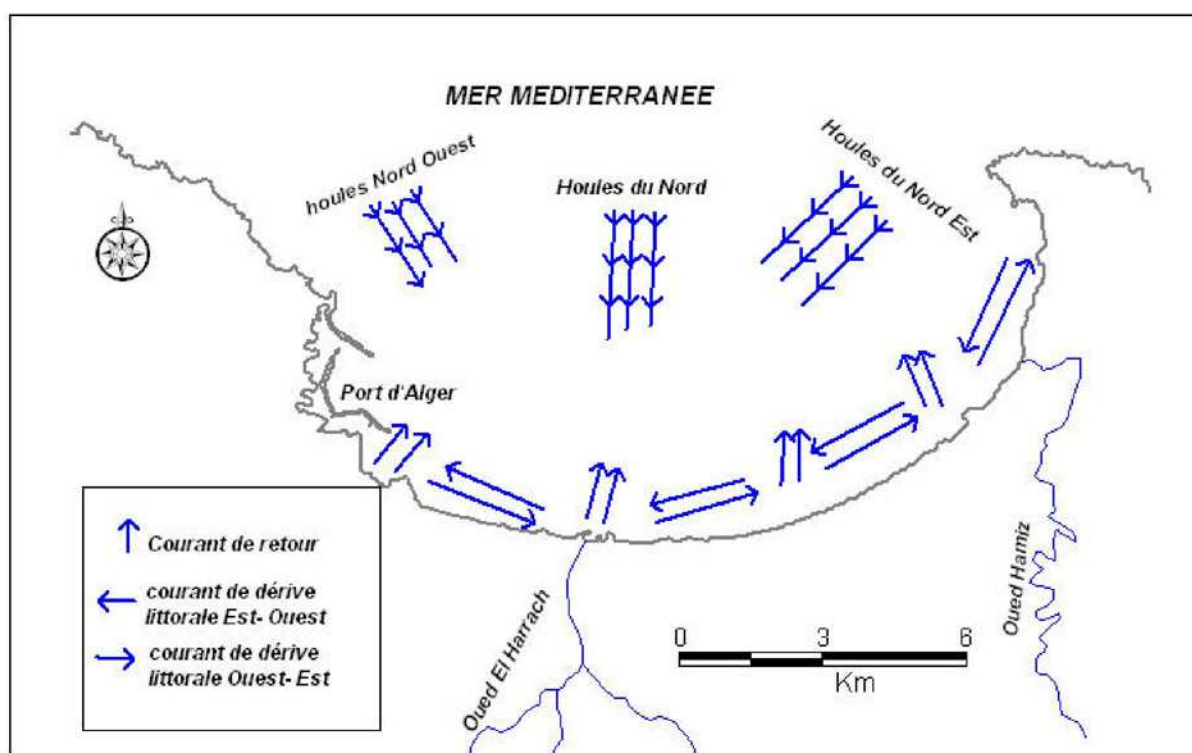 MER MEDITERRANEE
houles Nord Ouest
Houles du Nord
Houles du Nord Est
Port d'Alger
Courant de retour
courant de dérive
littorale Est- Ouest
courant de dérive
littorale Ouest- Est
Oued El Harrach
0 3 6
Km
Oued Hamiz